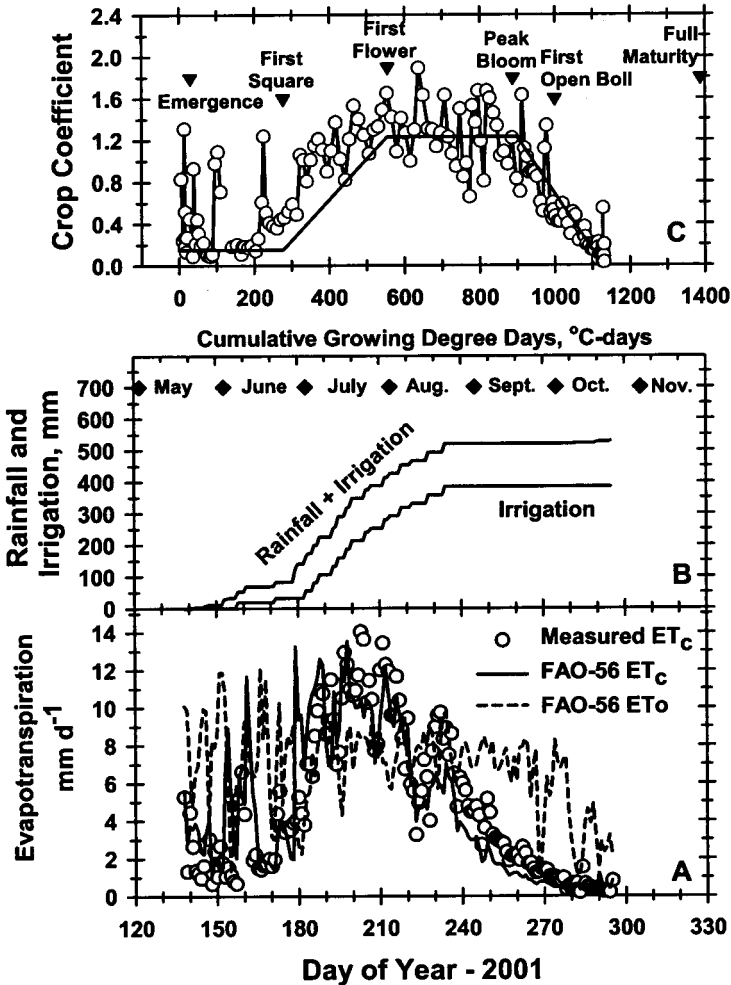 2.4
2.0
1.6
1.2
0.8
0.4
0.0
Crop Coefficient
Emergence
First
Square
First
Flower
Peak
Bloom
First
Open Boll
Full
Maturity
C
0 200 400 600 800 1000 1200 1400
Cumulative Growing Degree Days, °C-days
700
600
500
400
300
200
100
0
Rainfall and
Irrigation, mm
May June July Aug. Sept. Oct. Nov.
Rainfall + Irrigation
Irrigation
B
14
12
10
8
6
4
2
0
Evapotranspiration
mm d-1
Measured ETC
FAO-56 ETC
FAO-56 ETo
A
120 150 180 210 240 270 300 330
Day of Year - 2001